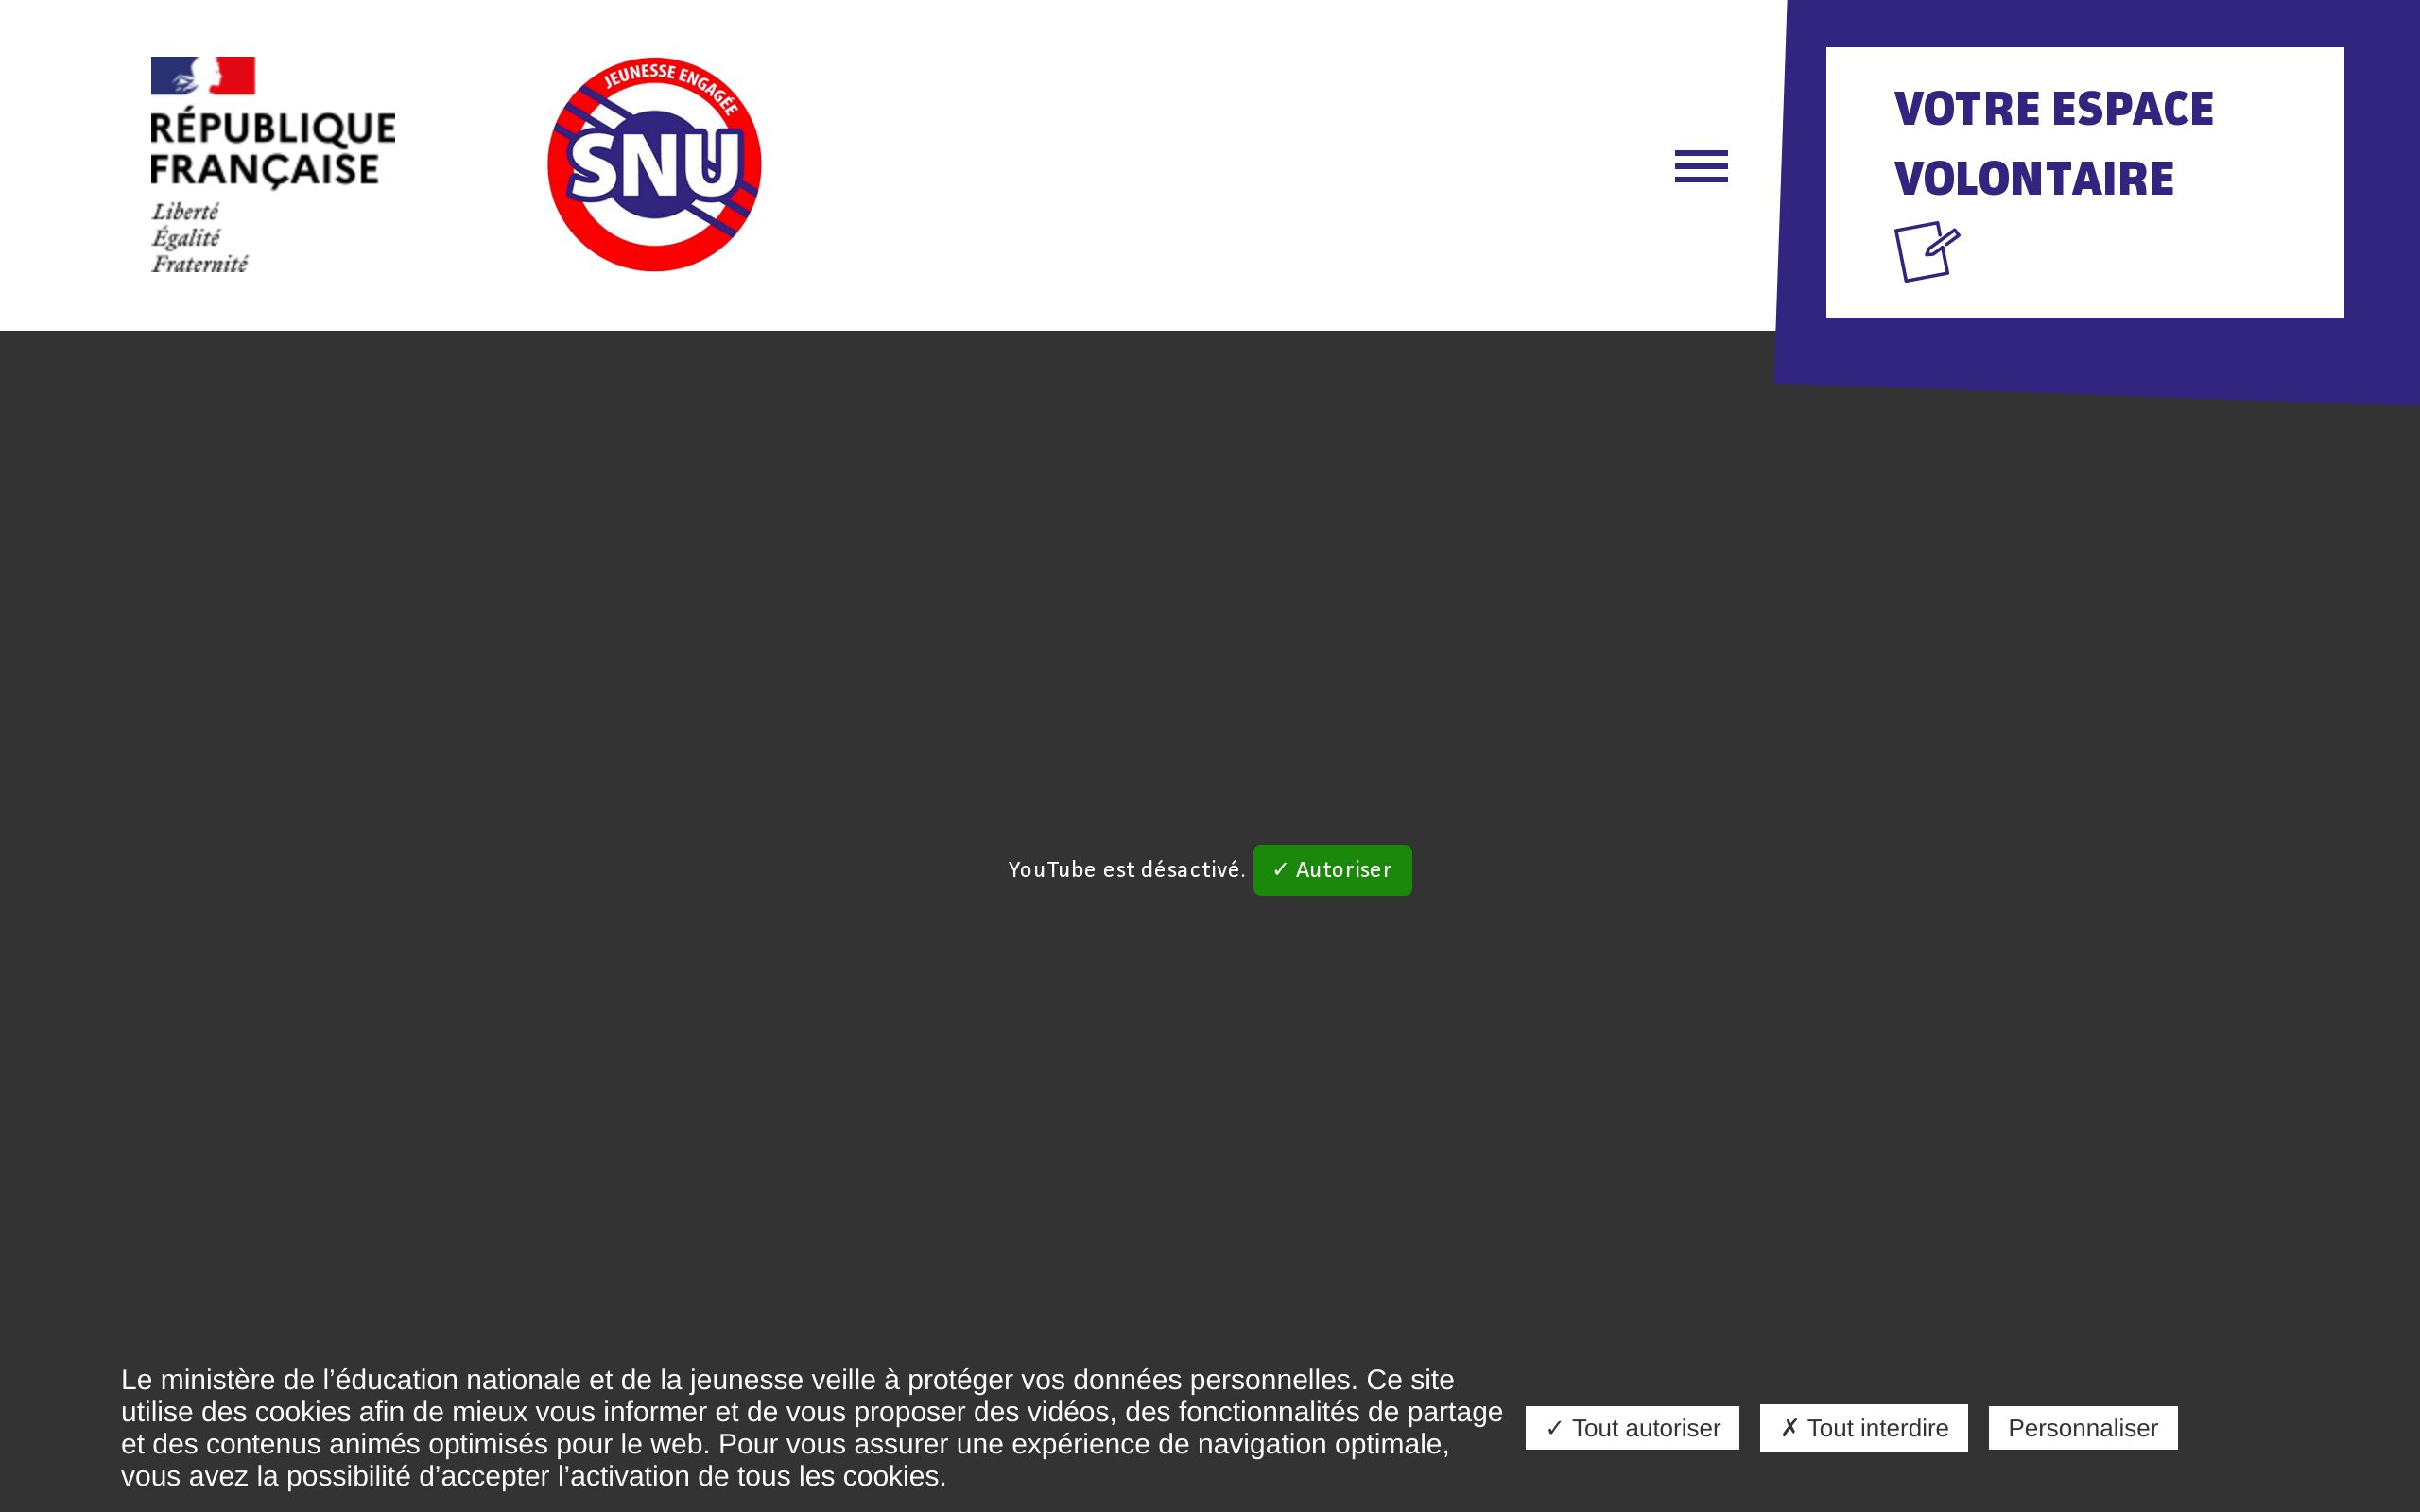 RÉPUBLIQUE
FRANÇAISE
Liberté
Égalité
Fraternité
JEUNESSE ENGAGÉE
SNU
VOTRE ESPACE
VOLONTAIRE
YouTube est désactivé. ✓ Autoriser
Le ministère de l’éducation nationale et de la jeunesse veille à protéger vos données personnelles. Ce site
utilise des cookies afin de mieux vous informer et de vous proposer des vidéos, des fonctionnalités de partage
et des contenus animés optimisés pour le web. Pour vous assurer une expérience de navigation optimale,
vous avez la possibilité d’accepter l’activation de tous les cookies.
✓ Tout autoriser ✗ Tout interdire Personnaliser